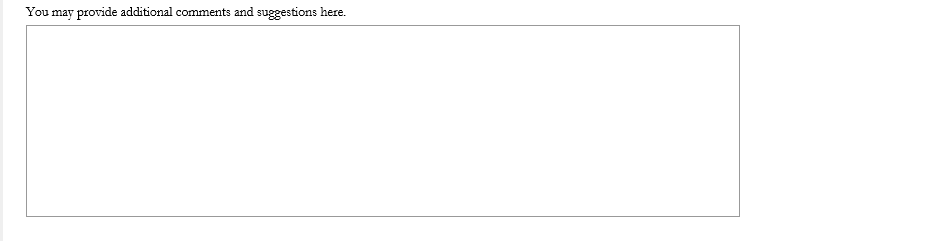 You may provide additional comments and suggestions here.